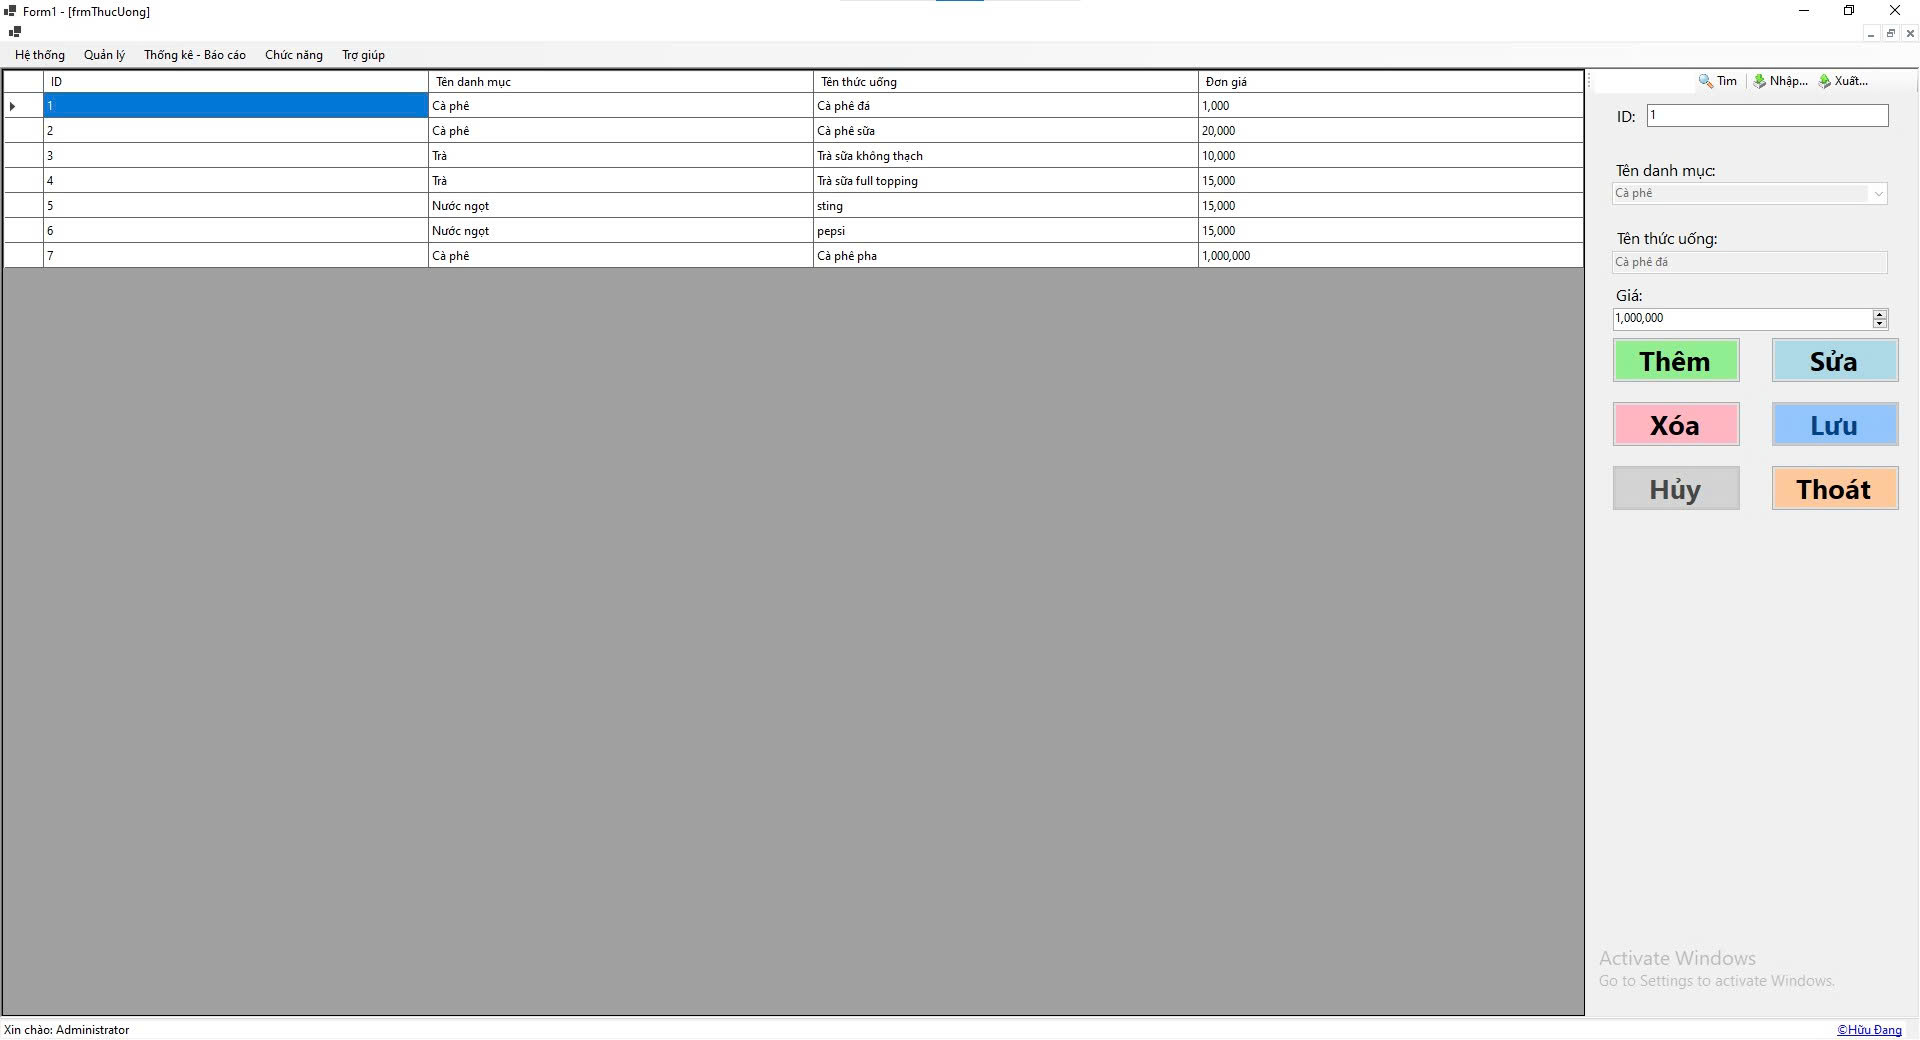 Form1 - [frmThucUong]
Hệ thống Quản lý Thống kê - Báo cáo Chức năng Trợ giúp
ID Tên danh mục Tên thức uống Đơn giá
1 Cà phê Cà phê đá 1,000
2 Cà phê Cà phê sữa 20,000
3 Trà Trà sữa không thạch 10,000
4 Trà Trà sữa full topping 15,000
5 Nước ngọt sting 15,000
6 Nước ngọt pepsi 15,000
7 Cà phê Cà phê pha 1,000,000
Tìm Nhập... Xuất...
ID: 1
Tên danh mục:
Cà phê
Tên thức uống:
Cà phê đá
Giá:
1,000,000
Thêm Sửa
Xóa Lưu
Hủy Thoát
Activate Windows
Go to Settings to activate Windows.
Xin chào: Administrator
©Hữu Đang